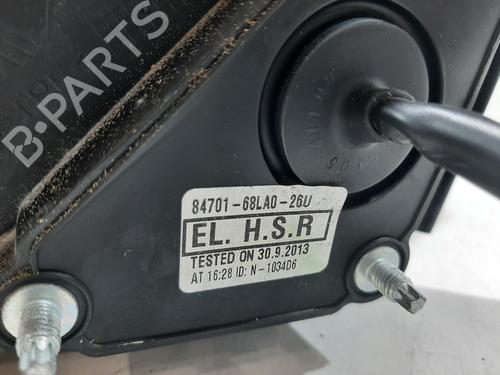 B-PARTS
84701-68LA0-26U
EL. H.S.R
TESTED ON 30.9.2013
AT 16:28 ID: N-1034D6